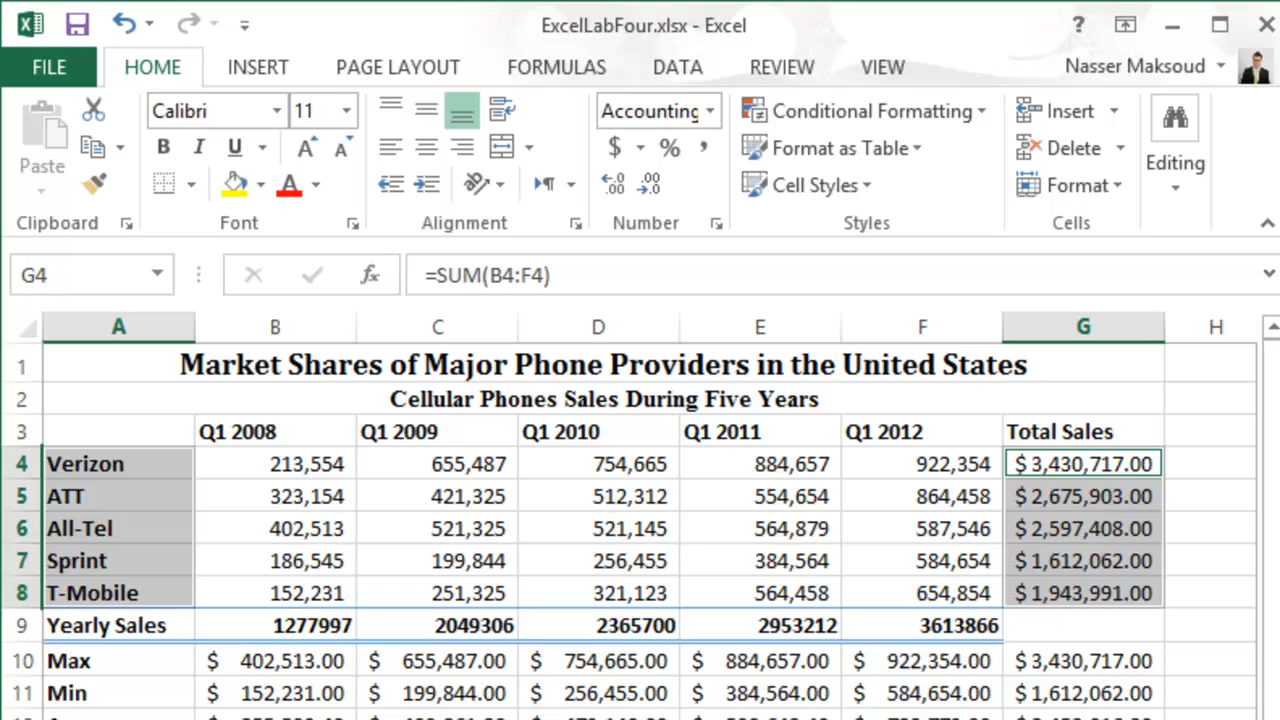 ExcelLabFour.xlsx - Excel
?
FILE HOME INSERT PAGE LAYOUT FORMULAS DATA REVIEW VIEW Nasser Maksoud
Paste
Clipboard
Calibri 11
B I U A A
A
Font
Alignment
Accounting
$ % ,
Number
Conditional Formatting
Format as Table
Cell Styles
Styles
Insert
Delete
Format
Cells
Editing
G4 fx =SUM(B4:F4)
A B C D E F G H
1 Market Shares of Major Phone Providers in the United States
2 Cellular Phones Sales During Five Years
3 Q1 2008 Q1 2009 Q1 2010 Q1 2011 Q1 2012 Total Sales
4 Verizon 213,554 655,487 754,665 884,657 922,354 $ 3,430,717.00
5 ATT 323,154 421,325 512,312 554,654 864,458 $ 2,675,903.00
6 All-Tel 402,513 521,325 521,145 564,879 587,546 $ 2,597,408.00
7 Sprint 186,545 199,844 256,455 384,564 584,654 $ 1,612,062.00
8 T-Mobile 152,231 251,325 321,123 564,458 654,854 $ 1,943,991.00
9 Yearly Sales 1277997 2049306 2365700 2953212 3613866
10 Max $ 402,513.00 $ 655,487.00 $ 754,665.00 $ 884,657.00 $ 922,354.00 $ 3,430,717.00
11 Min $ 152,231.00 $ 199,844.00 $ 256,455.00 $ 384,564.00 $ 584,654.00 $ 1,612,062.00